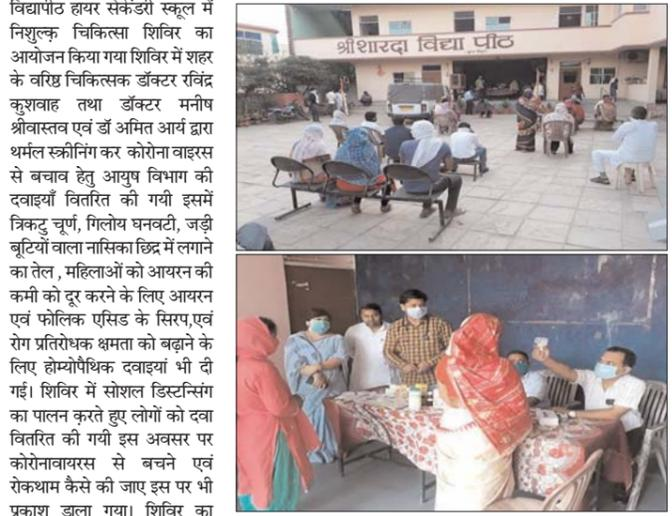 विद्यापीठ हायर सेकेंडरी स्कूल में
निशुल्क़ चिकित्सा शिविर का
आयोजन किया गया शिविर में शहर
के वरिष्ठ चिकित्सक डॉक्टर रविंद्र
कुशवाह तथा डॉक्टर मनीष
श्रीवास्तव एवं डॉ अमित आर्य द्वारा
थर्मल स्क्रीनिंग कर कोरोना वाइरस
से बचाव हेतु आयुष विभाग की
दवाइयाँ वितरित की गयी इसमें
त्रिकटु चूर्ण, गिलोय घनवटी, जड़ी
बूटियों वाला नासिका छिद्र में लगाने
का तेल , महिलाओं को आयरन की
कमी को दूर करने के लिए आयरन
एवं फोलिक एसिड के सिरप,एवं
रोग प्रतिरोधक क्षमता को बढ़ाने के
लिए होम्योपैथिक दवाइयां भी दी
गई। शिविर में सोशल डिस्टन्सिंग
का पालन क़रते हुए लोगों को दवा
वितरित की गयी इस अवसर पर
कोरोनावायरस से बचने एवं
रोकथाम कैसे की जाए इस पर भी
प्रकाश डाला गया। शिविर का
श्री शारदा विद्या पीठ